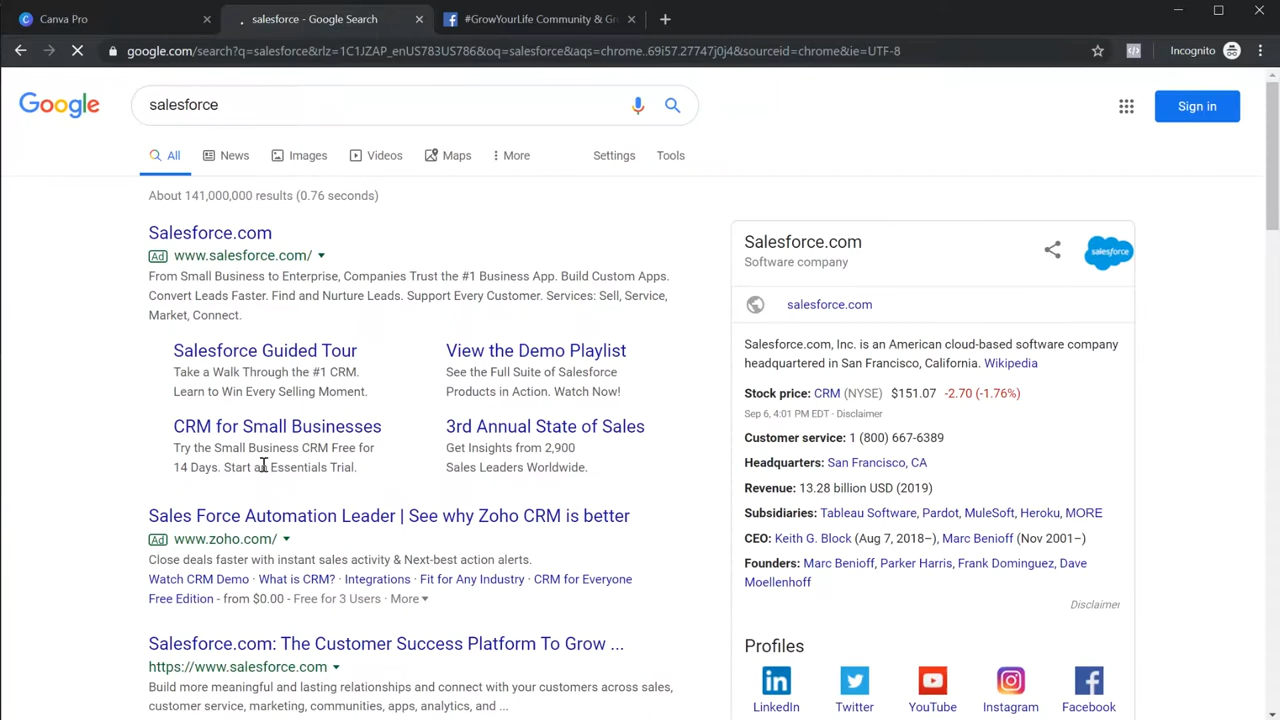 Canva Pro
salesforce - Google Search
#GrowYourLife Community & Gr
google.com/search?q=salesforce&rlz=1C1JZAP_enUS783US786&oq=salesforce&aqs=chrome..69i57.27747j0j4&sourceid=chrome&ie=UTF-8
Incognito
Google
salesforce
Sign in
All
News
Images
Videos
Maps
More
Settings
Tools
About 141,000,000 results (0.76 seconds)
Salesforce.com
Ad www.salesforce.com/
From Small Business to Enterprise, Companies Trust the #1 Business App. Build Custom Apps.
Convert Leads Faster. Find and Nurture Leads. Support Every Customer. Services: Sell, Service,
Market, Connect.
Salesforce Guided Tour
Take a Walk Through the #1 CRM.
Learn to Win Every Selling Moment.
View the Demo Playlist
See the Full Suite of Salesforce
Products in Action. Watch Now!
CRM for Small Businesses
Try the Small Business CRM Free for
14 Days. Start an Essentials Trial.
3rd Annual State of Sales
Get Insights from 2,900
Sales Leaders Worldwide.
Sales Force Automation Leader | See why Zoho CRM is better
Ad www.zoho.com/
Close deals faster with instant sales activity & Next-best action alerts.
Watch CRM Demo · What is CRM? · Integrations · Fit for Any Industry · CRM for Everyone
Free Edition - from $0.00 - Free for 3 Users · More
Salesforce.com: The Customer Success Platform To Grow ...
https://www.salesforce.com
Build more meaningful and lasting relationships and connect with your customers across sales,
customer service, marketing, communities, apps, analytics, and ...
Salesforce.com
Software company
salesforce
salesforce.com
Salesforce.com, Inc. is an American cloud-based software company
headquartered in San Francisco, California. Wikipedia
Stock price: CRM (NYSE) $151.07 -2.70 (-1.76%)
Sep 6, 4:01 PM EDT - Disclaimer
Customer service: 1 (800) 667-6389
Headquarters: San Francisco, CA
Revenue: 13.28 billion USD (2019)
Subsidiaries: Tableau Software, Pardot, MuleSoft, Heroku, MORE
CEO: Keith G. Block (Aug 7, 2018–), Marc Benioff (Nov 2001–)
Founders: Marc Benioff, Parker Harris, Frank Dominguez, Dave
Moellenhoff
Disclaimer
Profiles
LinkedIn
Twitter
YouTube
Instagram
Facebook